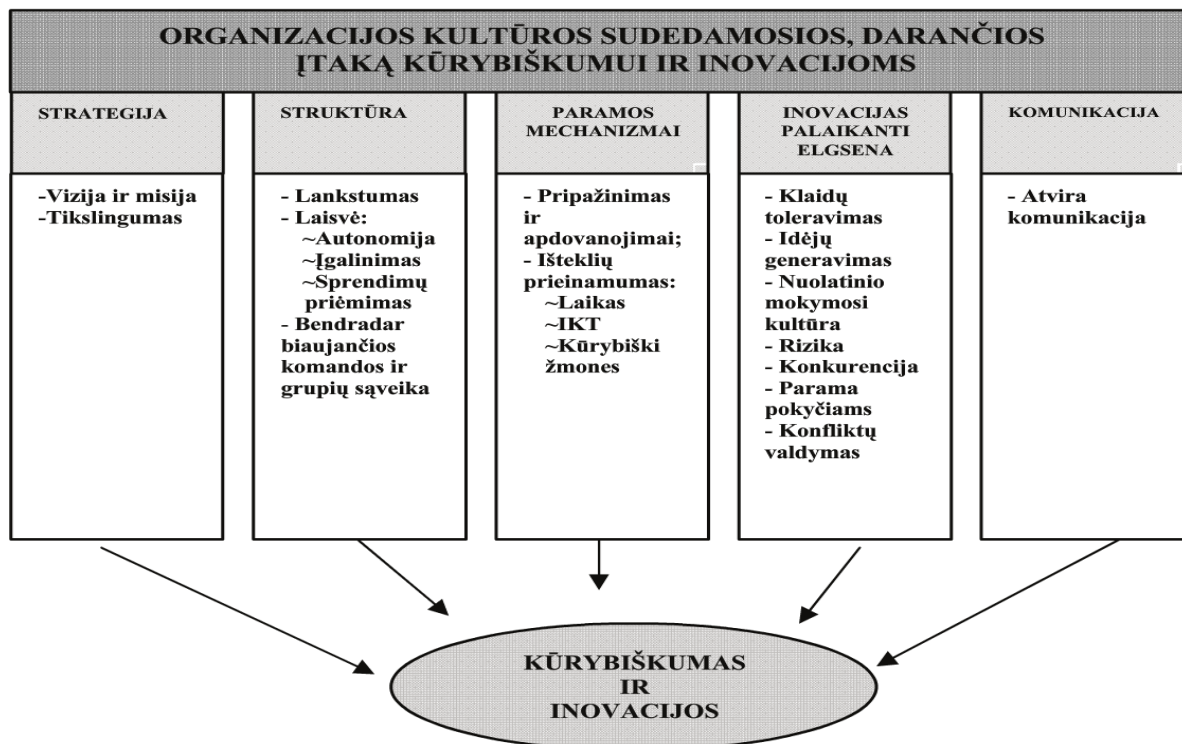 ORGANIZACIJOS KULTŪROS SUDEDAMOSIOS, DARANČIOS
ĮTAKĄ KŪRYBIŠKUMUI IR INOVACIJOMS
STRATEGIJA
-Vizija ir misija
-Tikslingumas
STRUKTŪRA
- Lankstumas
- Laisvė:
~Autonomija
~Įgalinimas
~Sprendimų
priėmimas
- Bendradar
biaujančios
komandos ir
grupių sąveika
PARAMOS
MECHANIZMAI
- Pripažinimas
ir
apdovanojimai;
- Išteklių
prieinamumas:
~Laikas
~IKT
~Kūrybiški
žmones
INOVACIJAS
PALAIKANTI
ELGSENA
- Klaidų
toleravimas
- Idėjų
generavimas
- Nuolatinio
mokymosi
kultūra
- Rizika
- Konkurencija
- Parama
pokyčiams
- Konfliktų
valdymas
KOMUNIKACIJA
- Atvira
komunikacija
KŪRYBIŠKUMAS
IR
INOVACIJOS